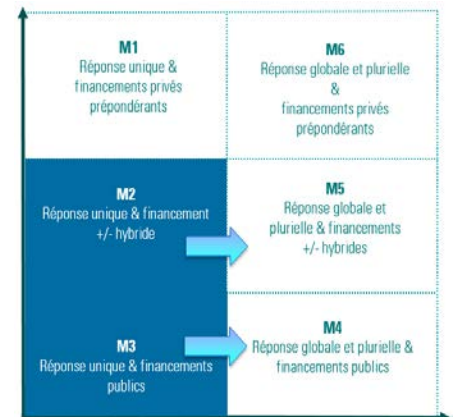 M1
Réponse unique &
financements privés
prépondérants
M6
Réponse globale et plurielle
&
financements privés
prépondérants
M2
Réponse unique & financement
+/- hybride
M5
Réponse globale et
plurielle & financements
+/- hybrides
M3
Réponse unique & financements
publics
M4
Réponse globale et plurielle &
financements publics